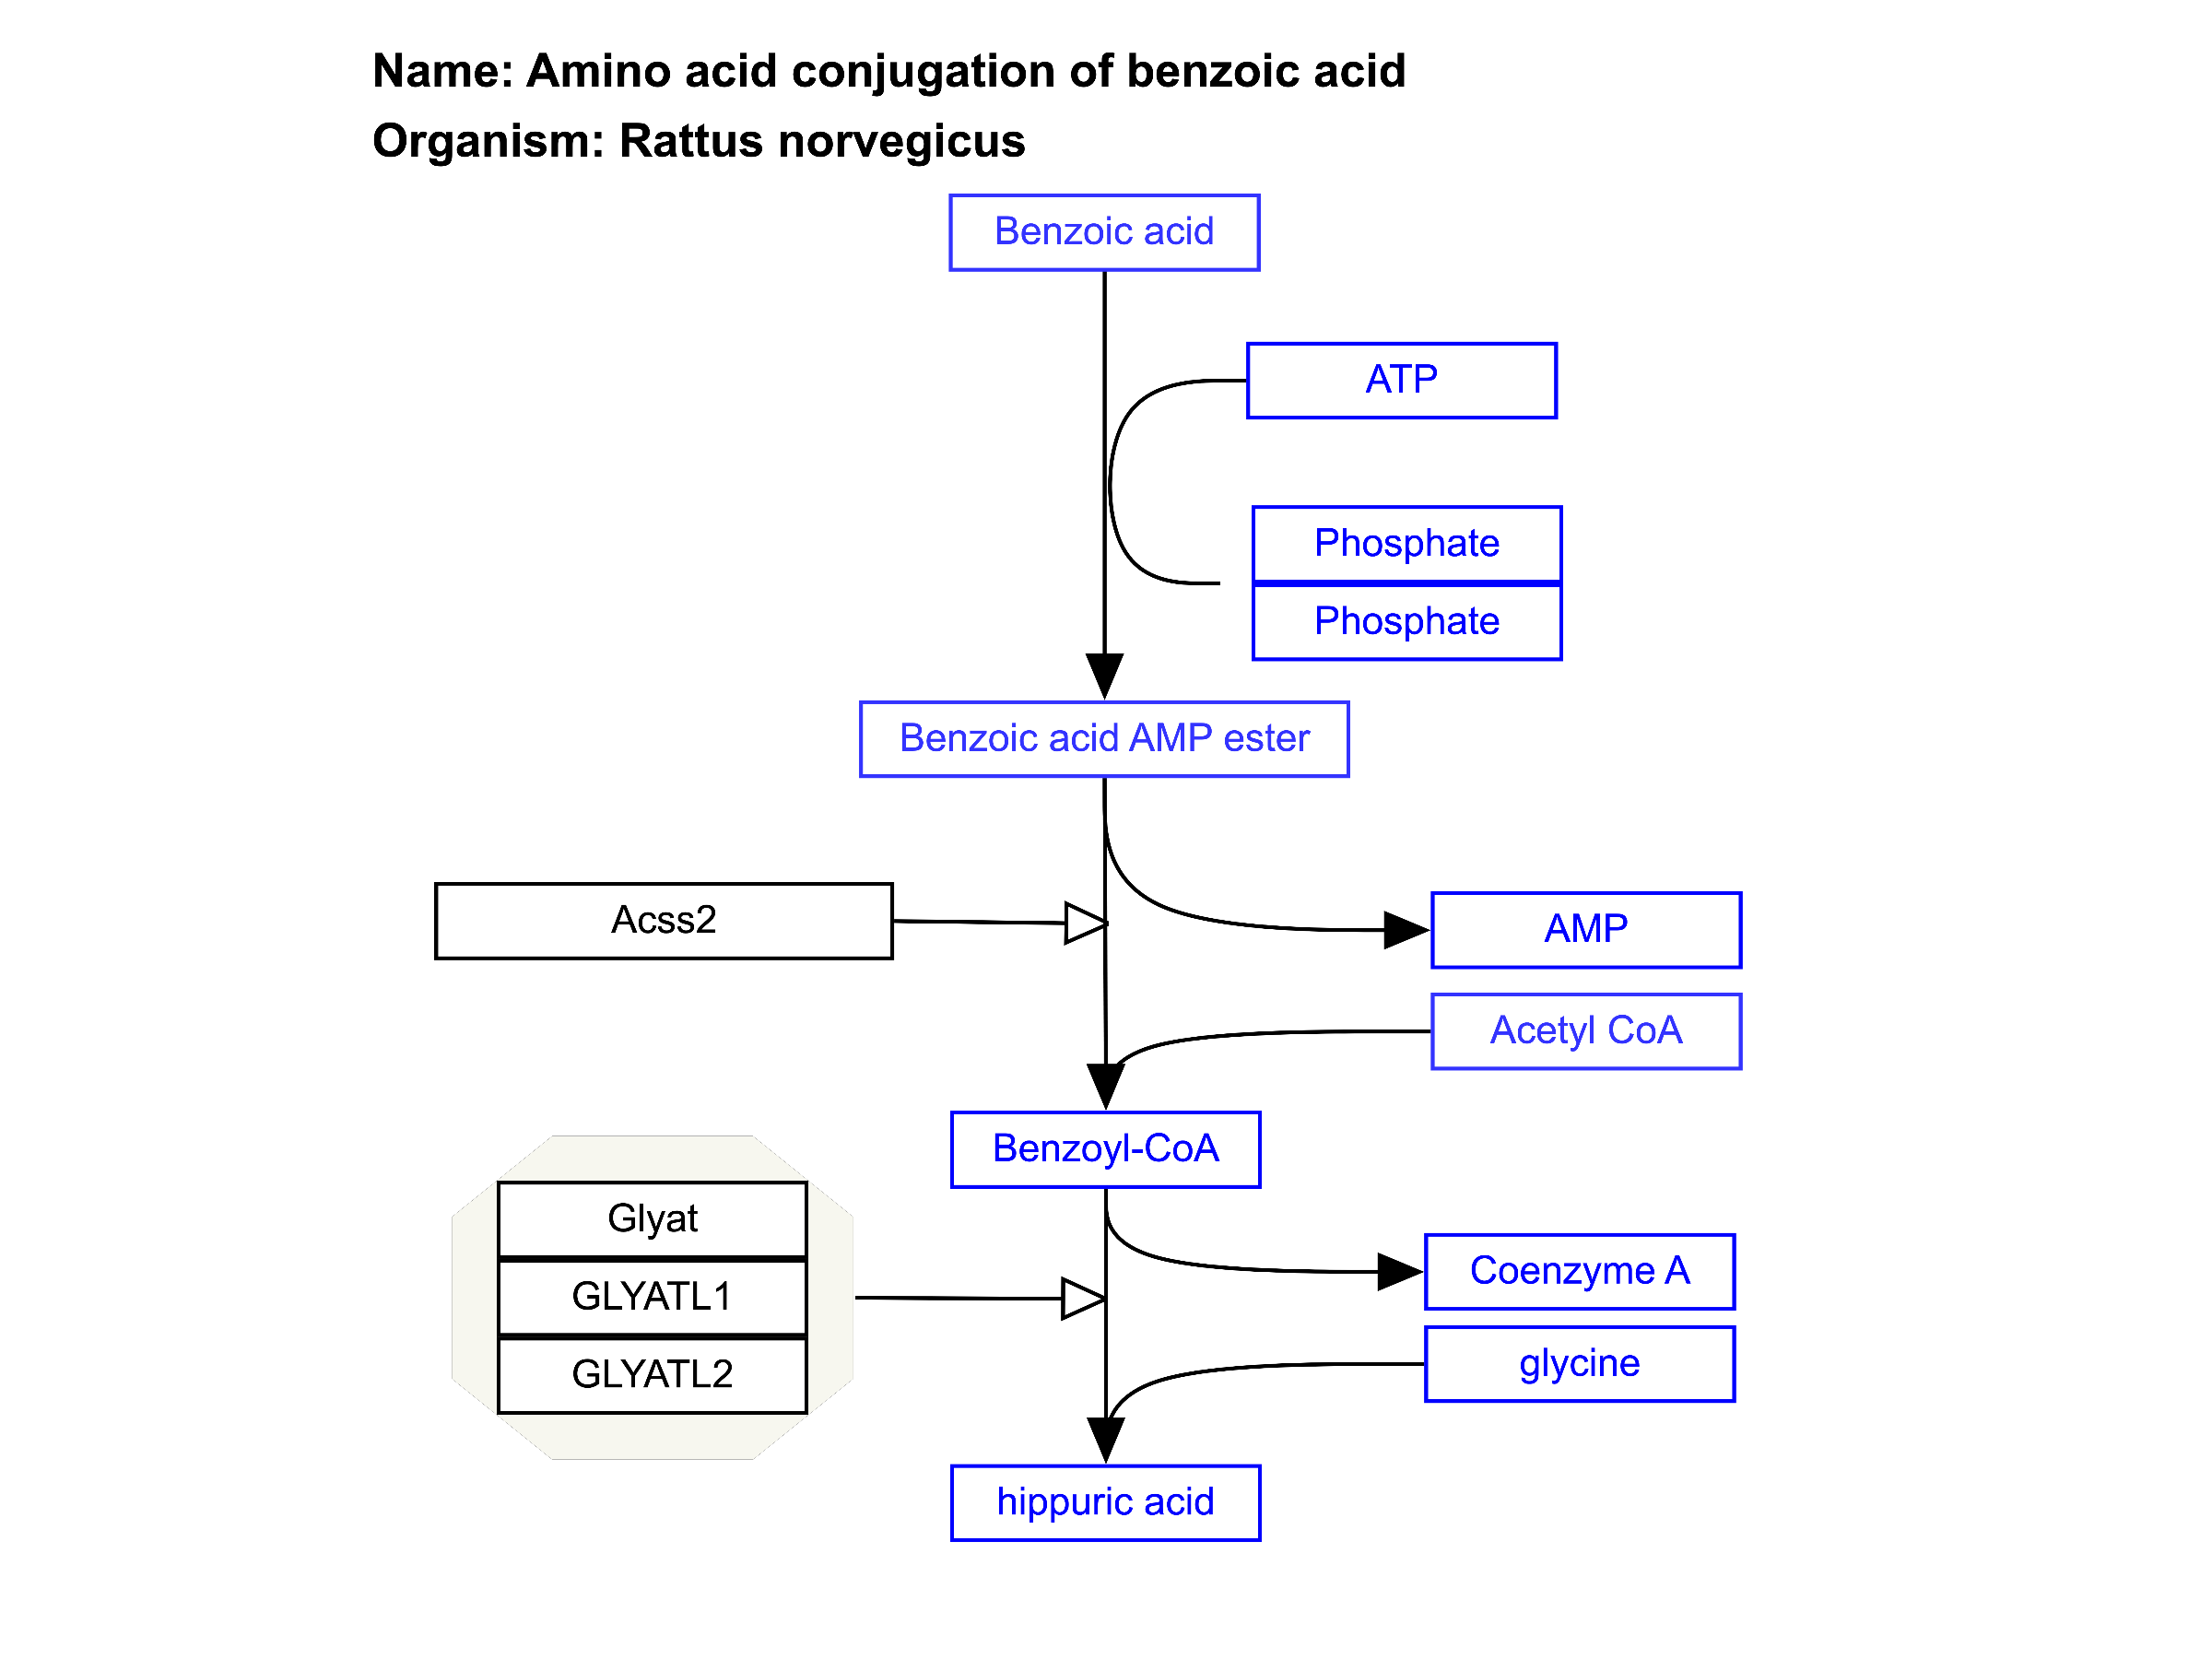 Name: Amino acid conjugation of benzoic acid
Organism: Rattus norvegicus
Benzoic acid
ATP
Phosphate
Phosphate
Benzoic acid AMP ester
Acss2
AMP
Acetyl CoA
Benzoyl-CoA
Glyat
GLYATL1
GLYATL2
Coenzyme A
glycine
hippuric acid